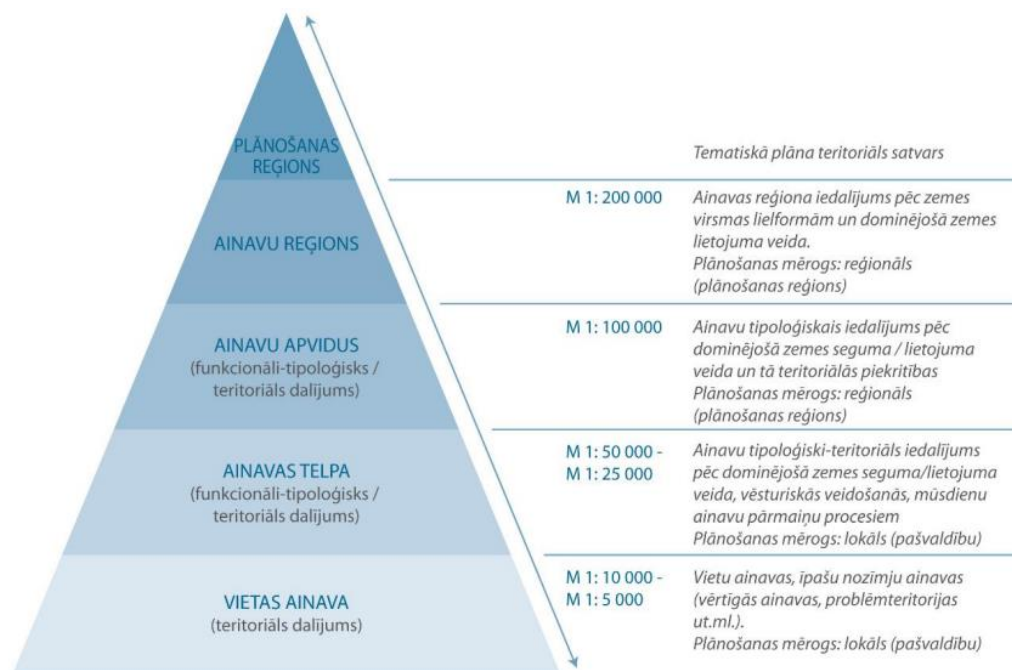 PLĀNOŠANAS
REĢIONS
Tematiskā plāna teritoriāls satvars
AINAVU REĢIONS
M 1: 200 000
Ainavas reģiona iedalījums pēc zemes
virsmas lielformām un dominējošā zemes
lietojuma veida.
Plānošanas mērogs: reģionāls
(plānošanas reģions)
AINAVU APVIDUS
(funkcionāli-tipoloģisks /
teritoriāls dalījums)
M 1: 100 000
Ainavu tipoloģiskais iedalījums pēc
dominējošā zemes seguma / lietojuma
veida un tā teritoriālās piekritības
Plānošanas mērogs: reģionāls
(plānošanas reģions)
AINAVAS TELPA
(funkcionāli-tipoloģisks /
teritoriāls dalījums)
M 1: 50 000 -
M 1: 25 000
Ainavu tipoloģiski-teritoriāls iedalījums
pēc dominējošā zemes seguma/lietojuma
veida, vēsturiskās veidošanās, mūsdienu
ainavu pārmaiņu procesiem
Plānošanas mērogs: lokāls (pašvaldību)
VIETAS AINAVA
(teritoriāls dalījums)
M 1: 10 000 -
M 1: 5 000
Vietu ainavas, īpašu nozīmju ainavas
(vērtīgās ainavas, problēmteritorijas
ut.ml.).
Plānošanas mērogs: lokāls (pašvaldību)